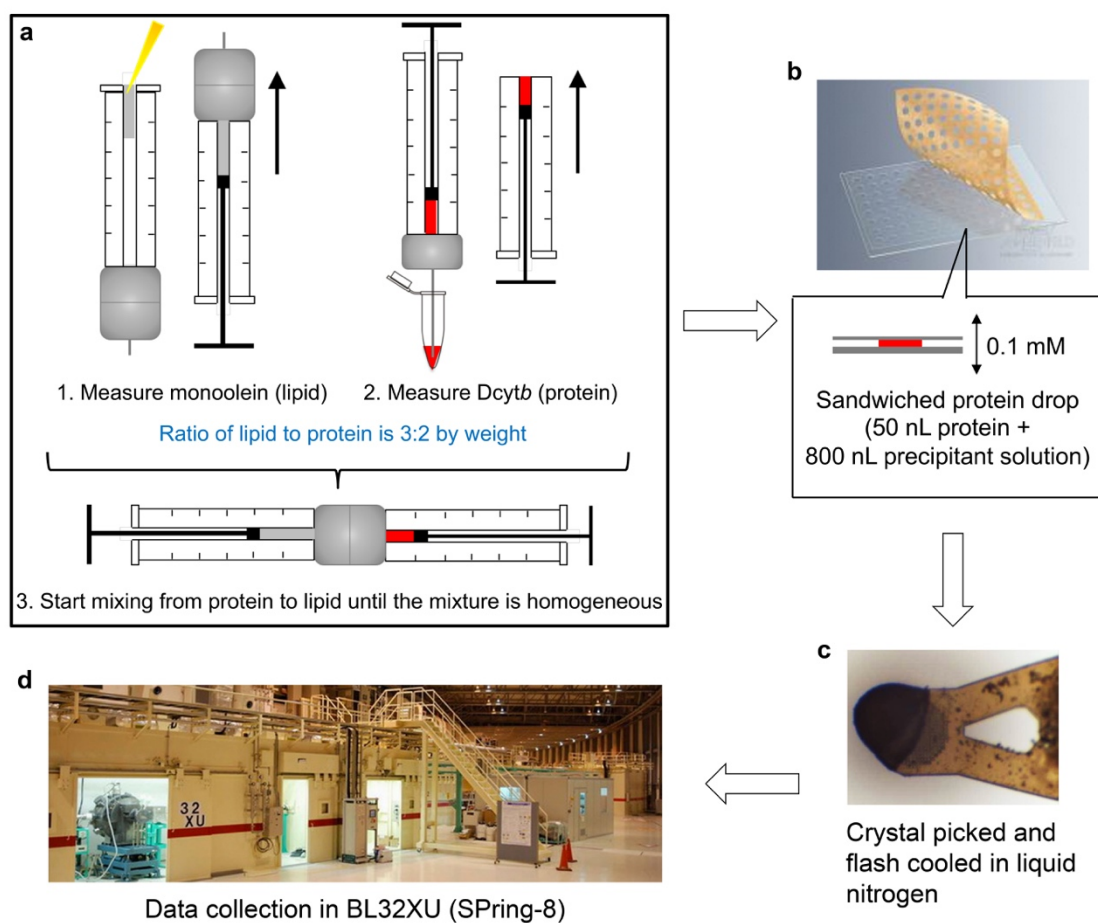 a
1. Measure monoolein (lipid)
2. Measure Dcytb (protein)
Ratio of lipid to protein is 3:2 by weight
3. Start mixing from protein to lipid until the mixture is homogeneous
b
0.1 mM
Sandwiched protein drop
(50 nL protein +
800 nL precipitant solution)
c
Crystal picked and
flash cooled in liquid
nitrogen
d
32
XU
Data collection in BL32XU (SPring-8)